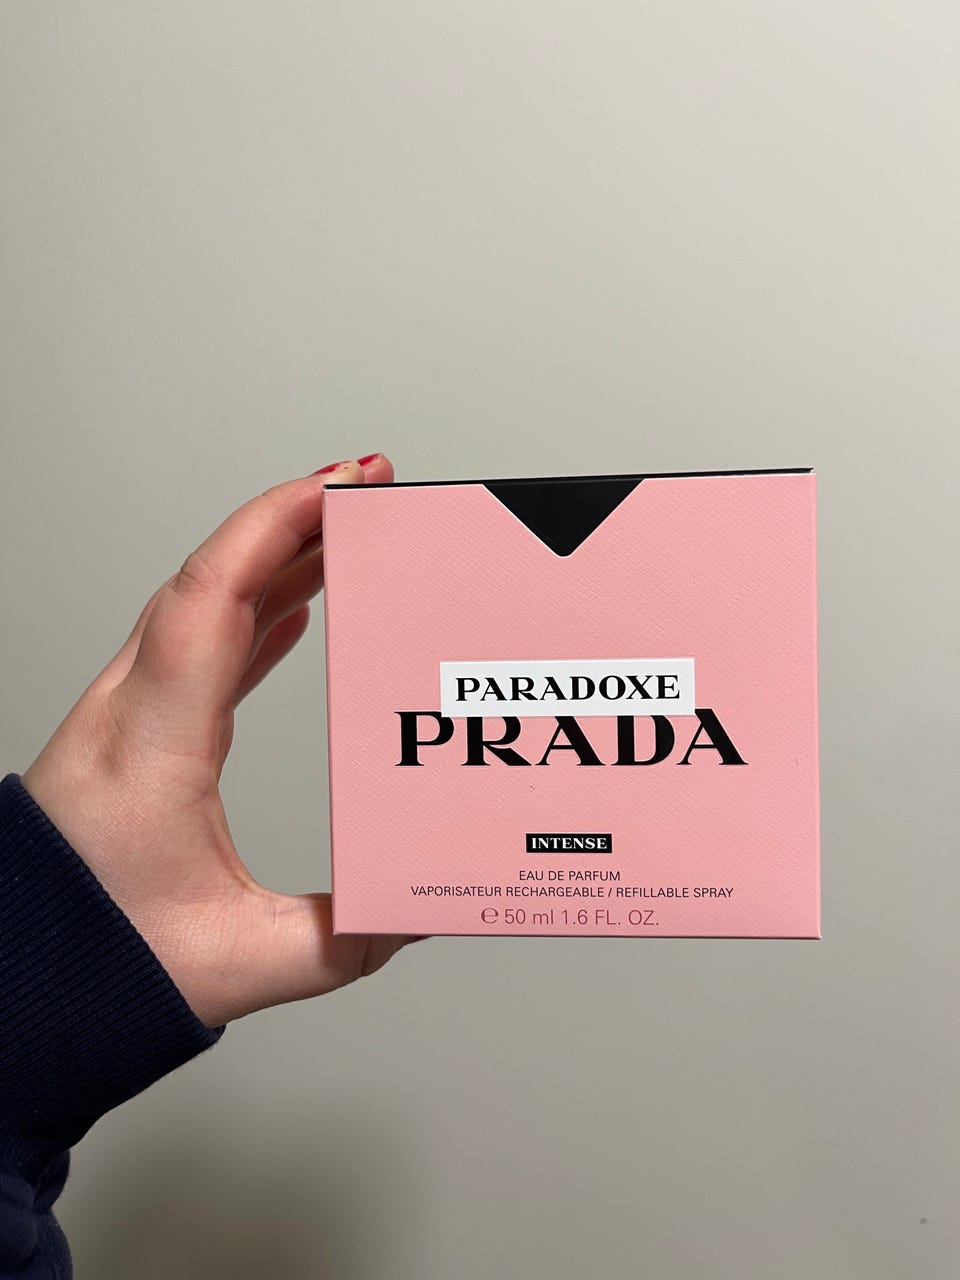 PARADOXE
PRADA
INTENSE
EAU DE PARFUM
VAPORISATEUR RECHARGEABLE / REFILLABLE SPRAY
℮ 50 ml 1.6 FL. OZ.